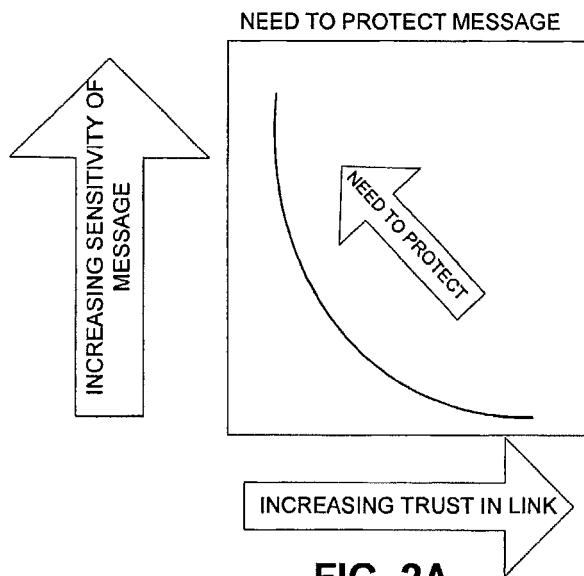 NEED TO PROTECT MESSAGE
INCREASING SENSITIVITY OF
MESSAGE
NEED TO PROTECT
INCREASING TRUST IN LINK
FIG. 2A